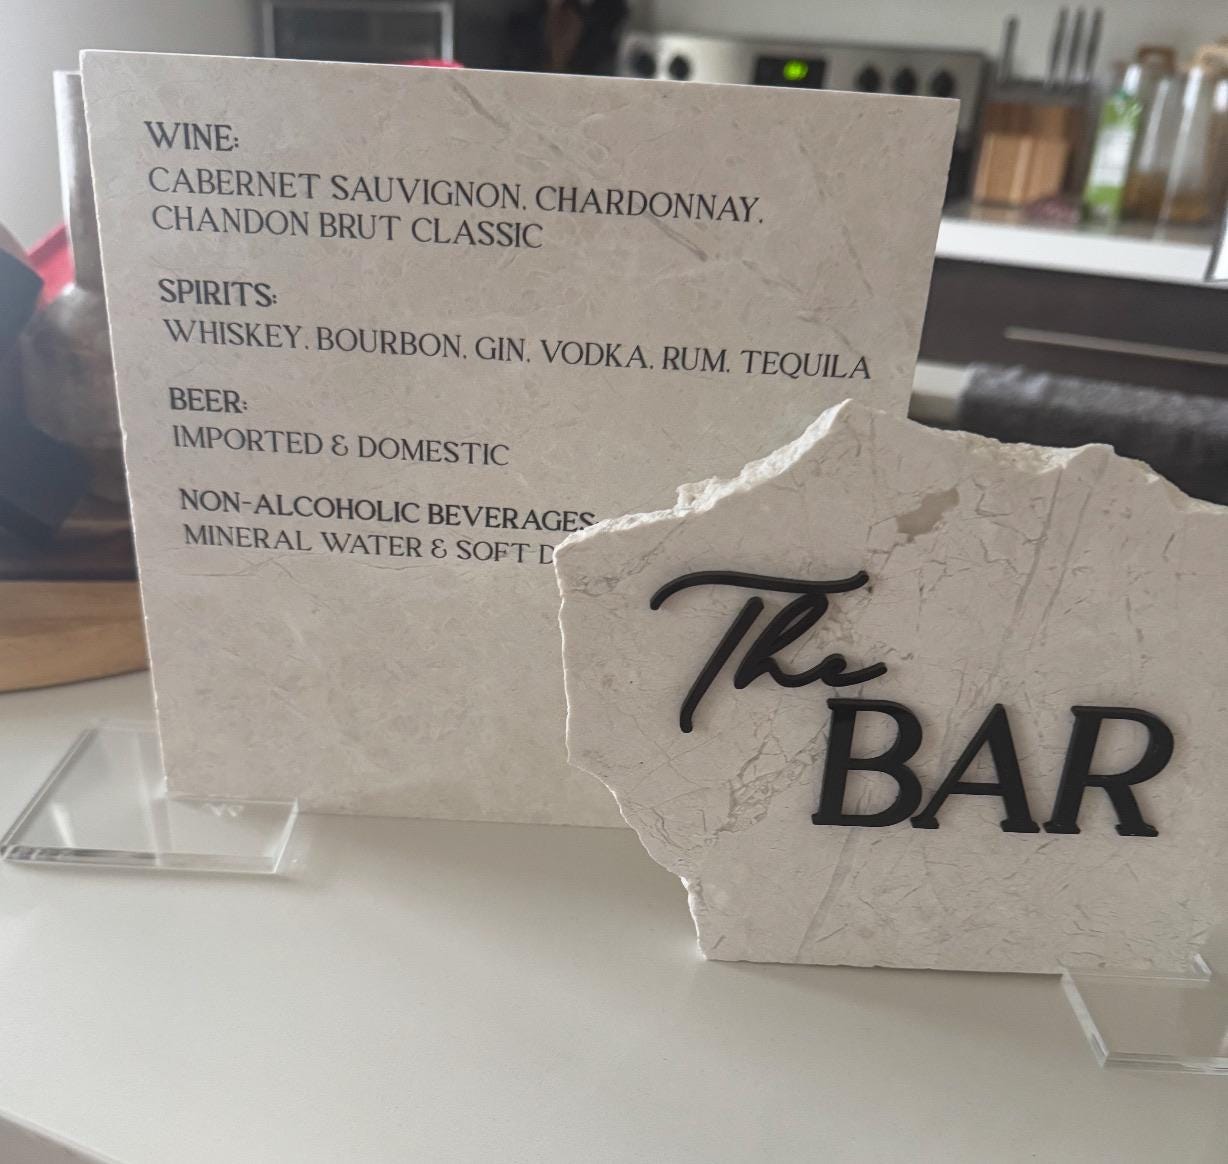 WINE:
CABERNET SAUVIGNON, CHARDONNAY,
CHANDON BRUT CLASSIC
SPIRITS:
WHISKEY, BOURBON, GIN, VODKA, RUM, TEQUILA
BEER:
IMPORTED & DOMESTIC
NON-ALCOHOLIC BEVERAGES
MINERAL WATER & SOFT
The
BAR